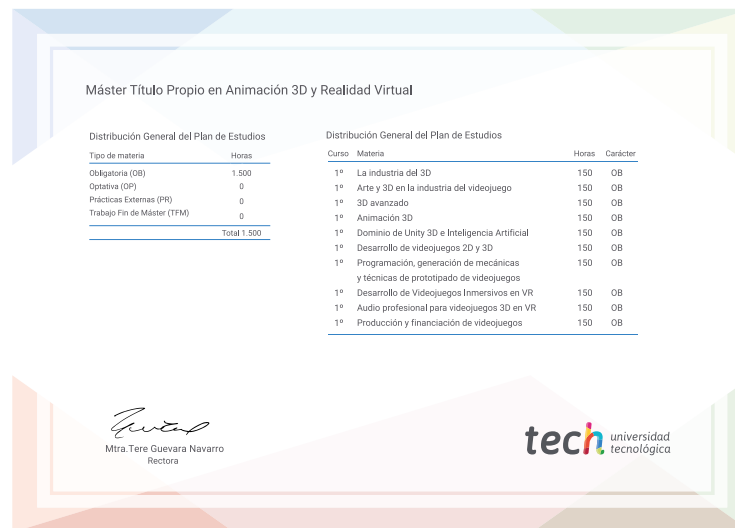 Máster Título Propio en Animación 3D y Realidad Virtual
Distribución General del Plan de Estudios
Tipo de materia Horas
Obligatoria (OB) 1.500
Optativa (OP) 0
Prácticas Externas (PR) 0
Trabajo Fin de Máster (TFM) 0
Total 1.500
Distribución General del Plan de Estudios
Curso Materia Horas Carácter
1º La industria del 3D 150 OB
1º Arte y 3D en la industria del videojuego 150 OB
1º 3D avanzado 150 OB
1º Animación 3D 150 OB
1º Dominio de Unity 3D e Inteligencia Artificial 150 OB
1º Desarrollo de videojuegos 2D y 3D 150 OB
1º Programación, generación de mecánicas 150 OB
y técnicas de prototipado de videojuegos
1º Desarrollo de Videojuegos Inmersivos en VR 150 OB
1º Audio profesional para videojuegos 3D en VR 150 OB
1º Producción y financiación de videojuegos 150 OB
Mtra.Tere Guevara Navarro
Rectora
tech universidad
tecnológica